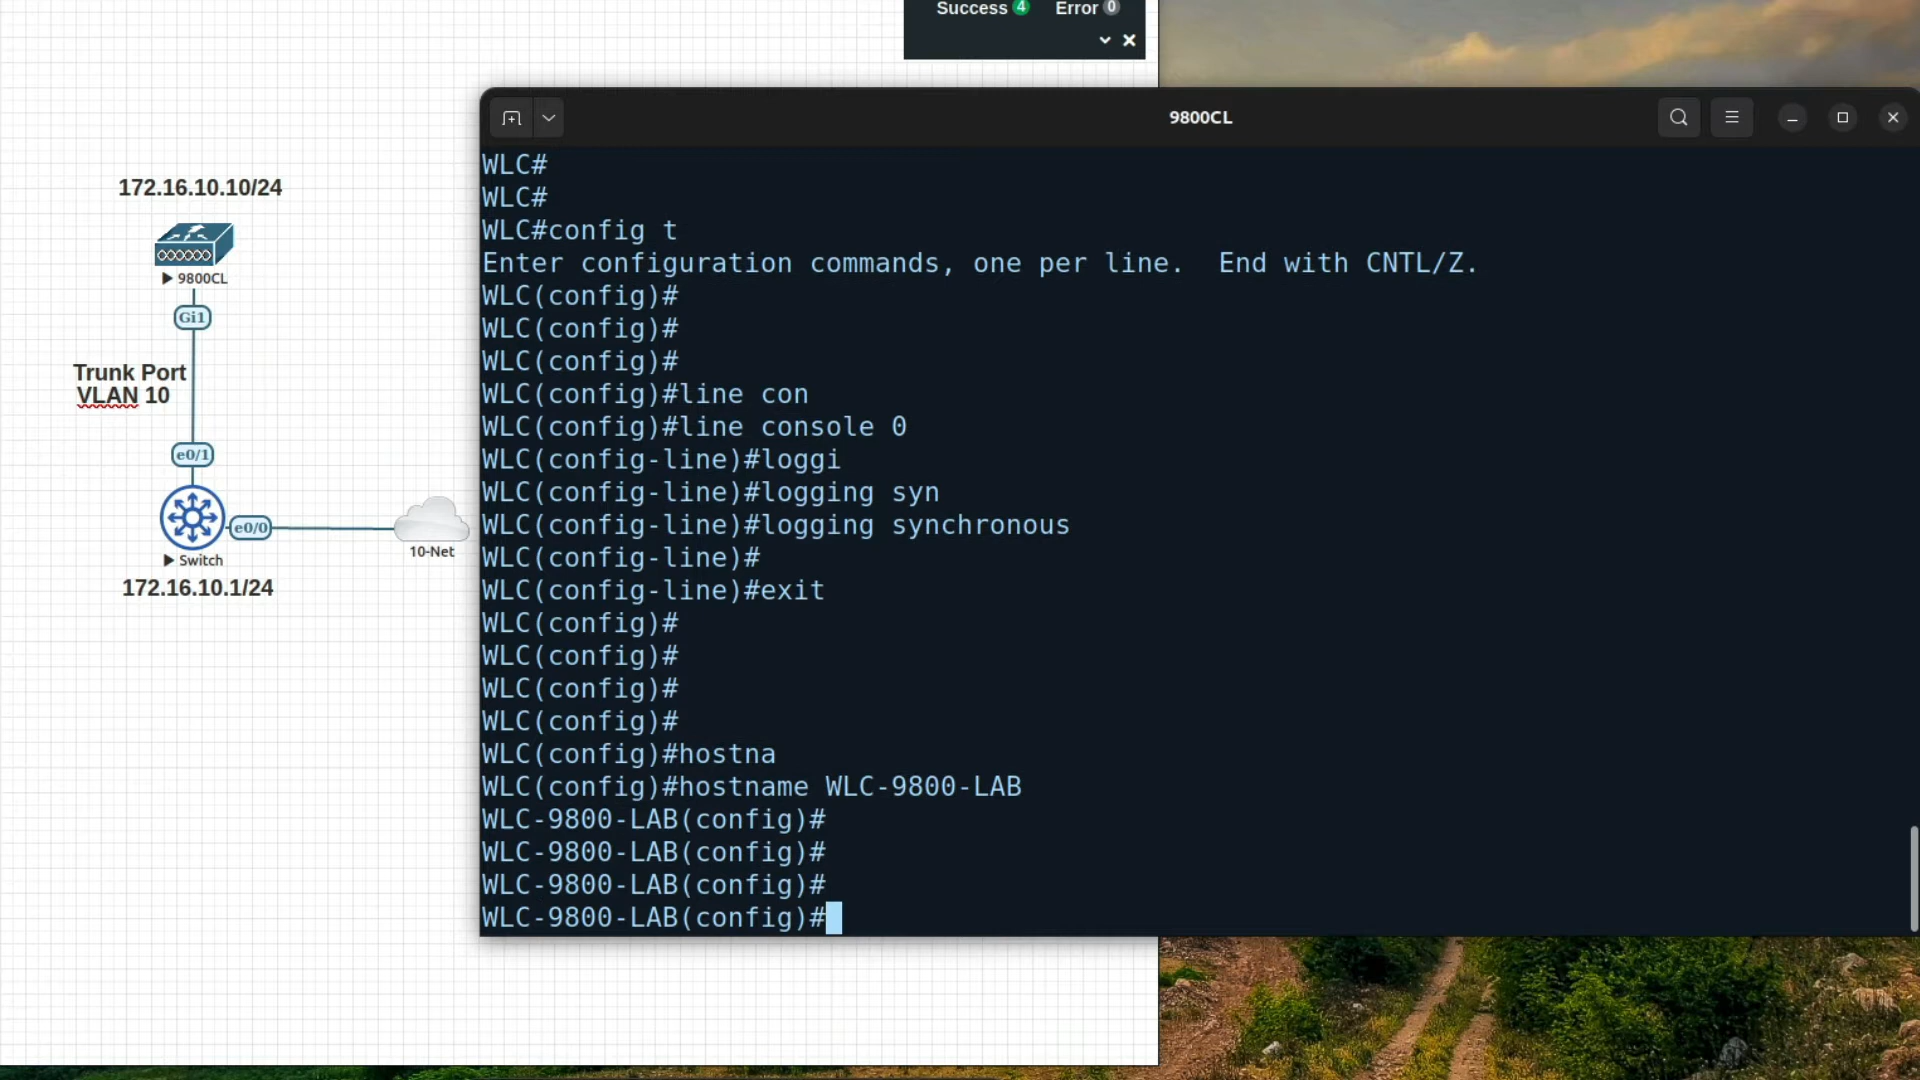 Success 4 Error 0
9800CL
172.16.10.10/24
9800CL
Gi1
Trunk Port
VLAN 10
e0/1
e0/0
10-Net
Switch
172.16.10.1/24
WLC#
WLC#
WLC#config t
Enter configuration commands, one per line.  End with CNTL/Z.
WLC(config)#
WLC(config)#
WLC(config)#
WLC(config)#line con
WLC(config)#line console 0
WLC(config-line)#loggi
WLC(config-line)#logging syn
WLC(config-line)#logging synchronous
WLC(config-line)#
WLC(config-line)#exit
WLC(config)#
WLC(config)#
WLC(config)#
WLC(config)#
WLC(config)#hostna
WLC(config)#hostname WLC-9800-LAB
WLC-9800-LAB(config)#
WLC-9800-LAB(config)#
WLC-9800-LAB(config)#
WLC-9800-LAB(config)#